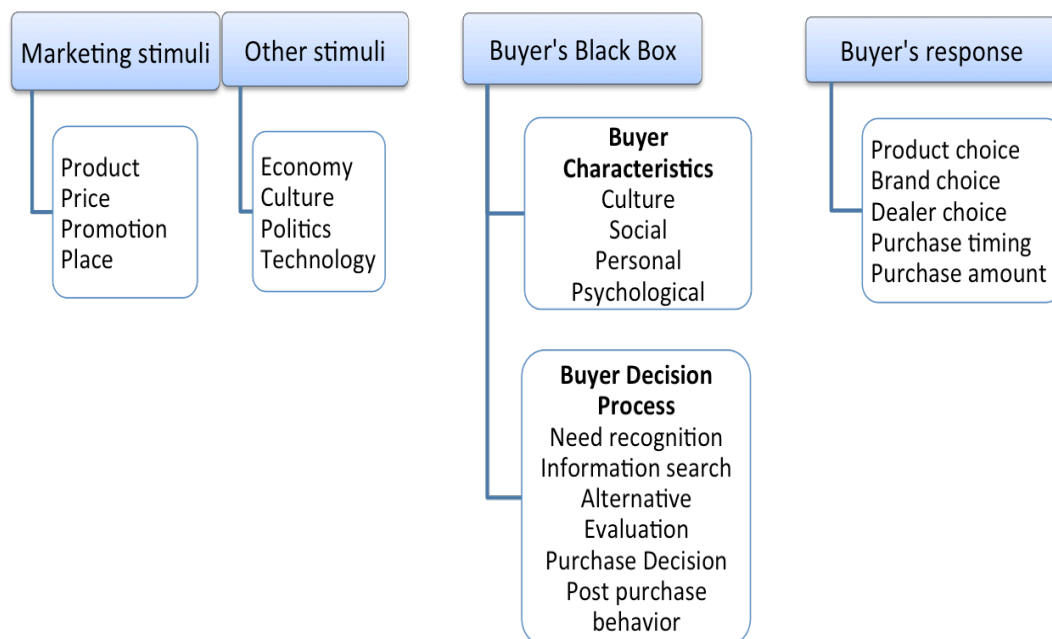 Marketing stimuli
Product
Price
Promotion
Place
Other stimuli
Economy
Culture
Politics
Technology
Buyer's Black Box
Buyer
Characteristics
Culture
Social
Personal
Psychological
Buyer Decision
Process
Need recognition
Information search
Alternative
Evaluation
Purchase Decision
Post purchase
behavior
Buyer's response
Product choice
Brand choice
Dealer choice
Purchase timing
Purchase amount